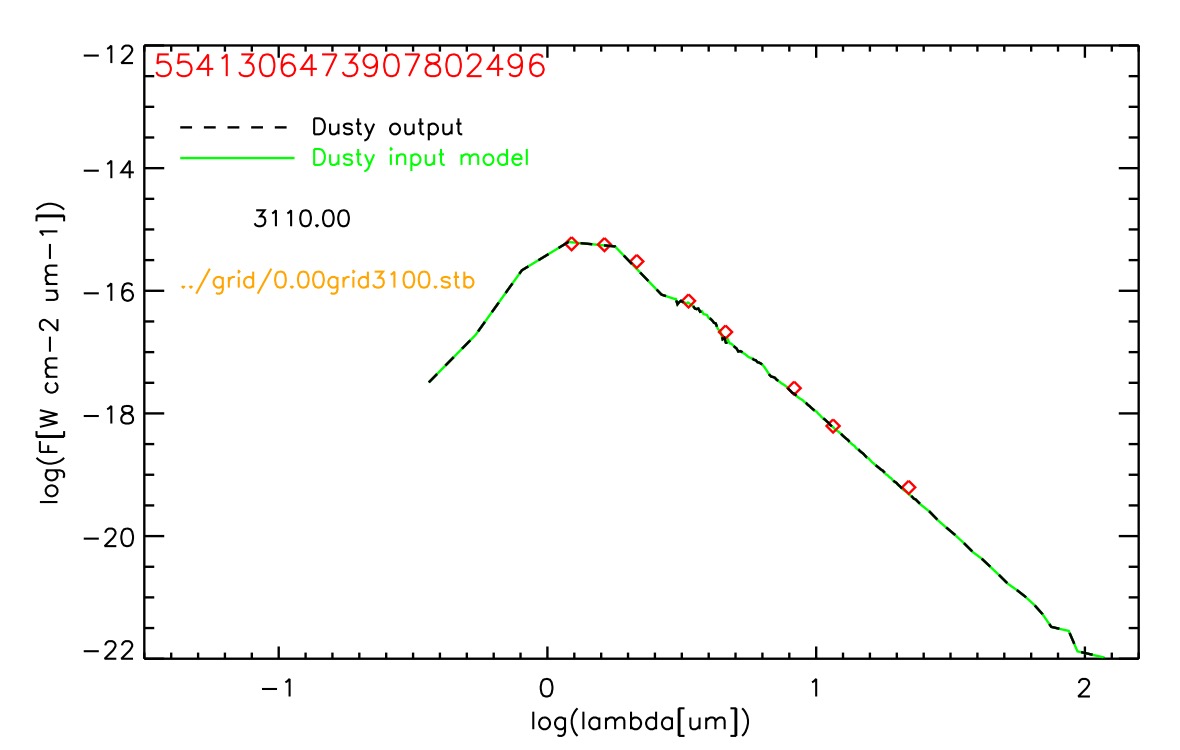 5541306473907802496
Dusty output
Dusty input model
3110.00
../grid/0.00grid3100.stb
-12
-14
-16
-18
-20
-22
log(F[W cm-2 um-1])
-1 0 1 2
log(lambda[um])